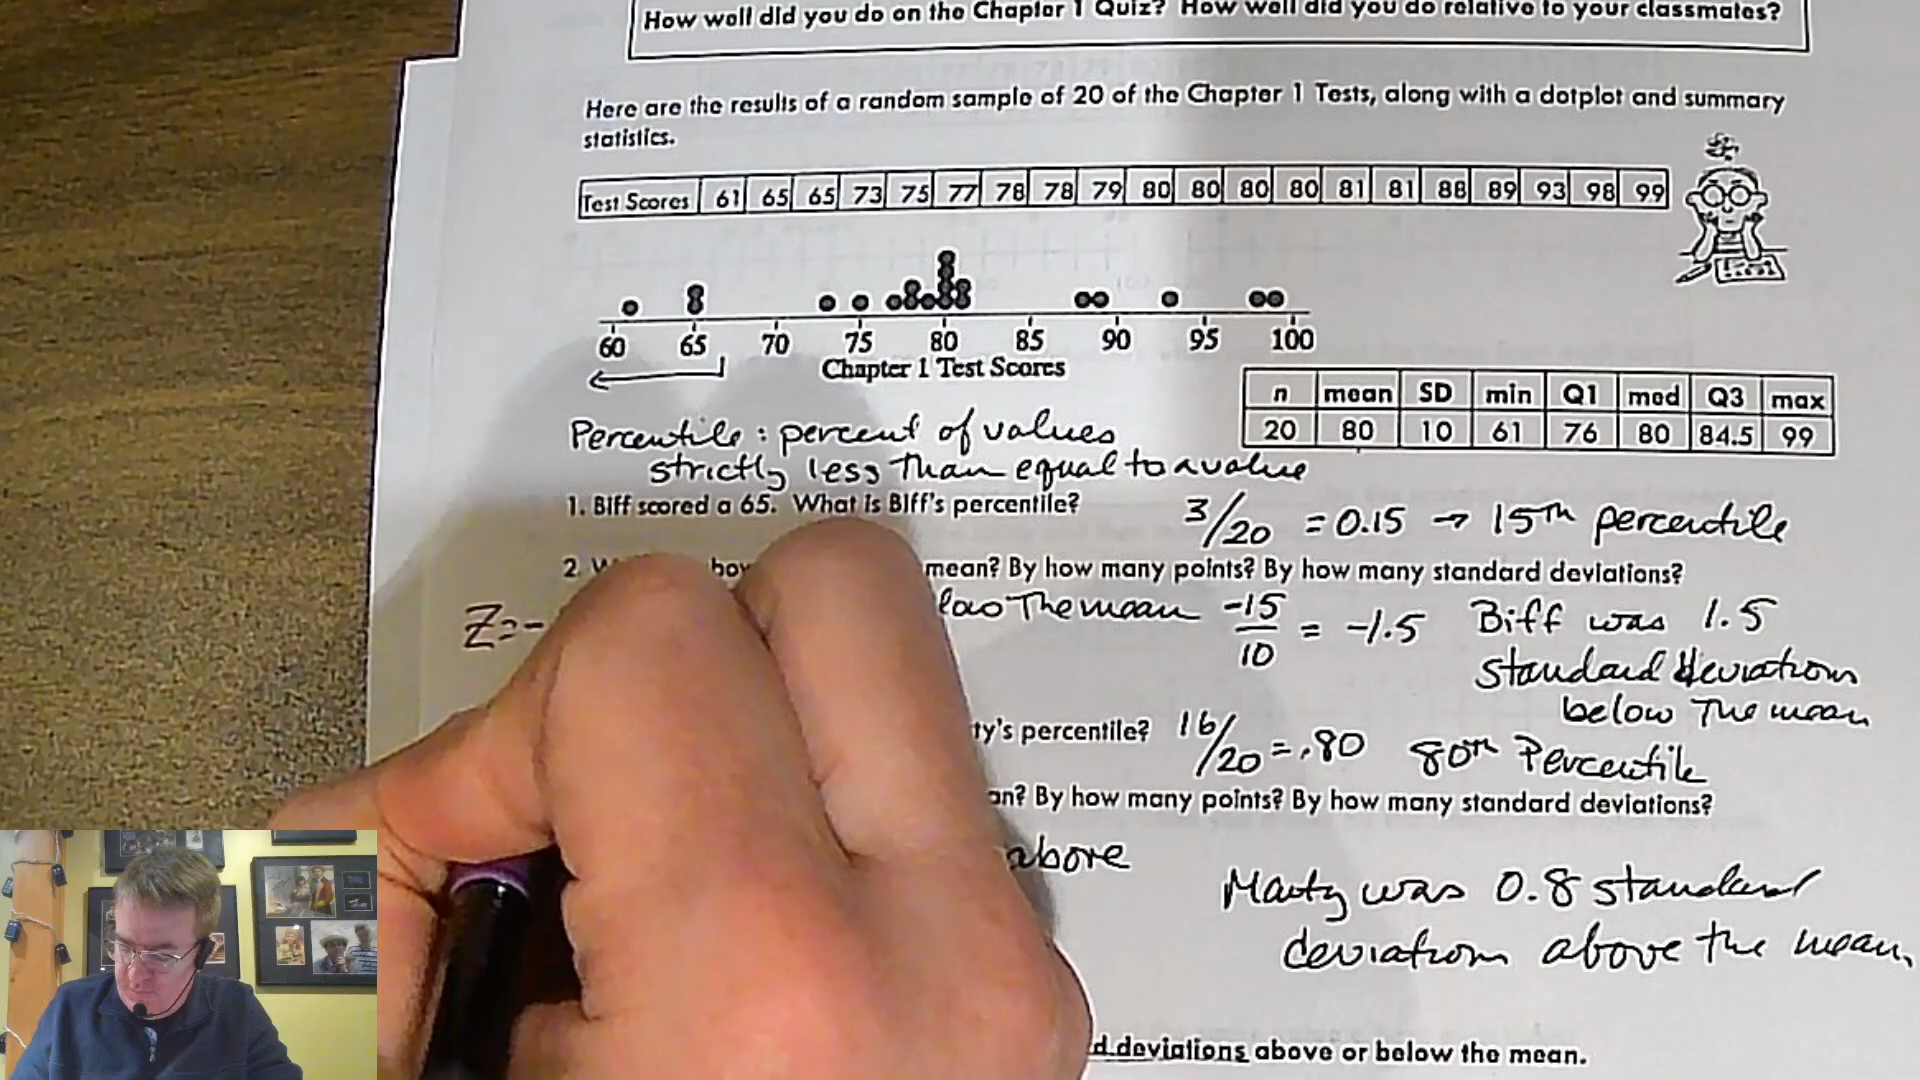 How well did you do on the Chapter 1 Quiz? How well did you do relative to your classmates?
Here are the results of a random sample of 20 of the Chapter 1 Tests, along with a dotplot and summary
statistics.
Test Scores 61 65 65 73 75 77 78 78 79 80 80 80 80 81 81 88 89 93 98 99
60 65 70 75 80 85 90 95 100
Chapter 1 Test Scores
n mean SD min Q1 med Q3 max
20 80 10 61 76 80 84.5 99
Percentile: percent of values
strictly less than equal to a value
1. Biff scored a 65. What is Biff's percentile? 3/20 = 0.15 → 15th percentile
2. mean? By how many points? By how many standard deviations?
Z=- The mean -15/10 = -1.5 Biff was 1.5
standard deviations
below The mean
percentile? 16/20 = .80 80th Percentile
By how many points? By how many standard deviations?
above
Marty was 0.8 standard
deviations above the mean.
deviations above or below the mean.